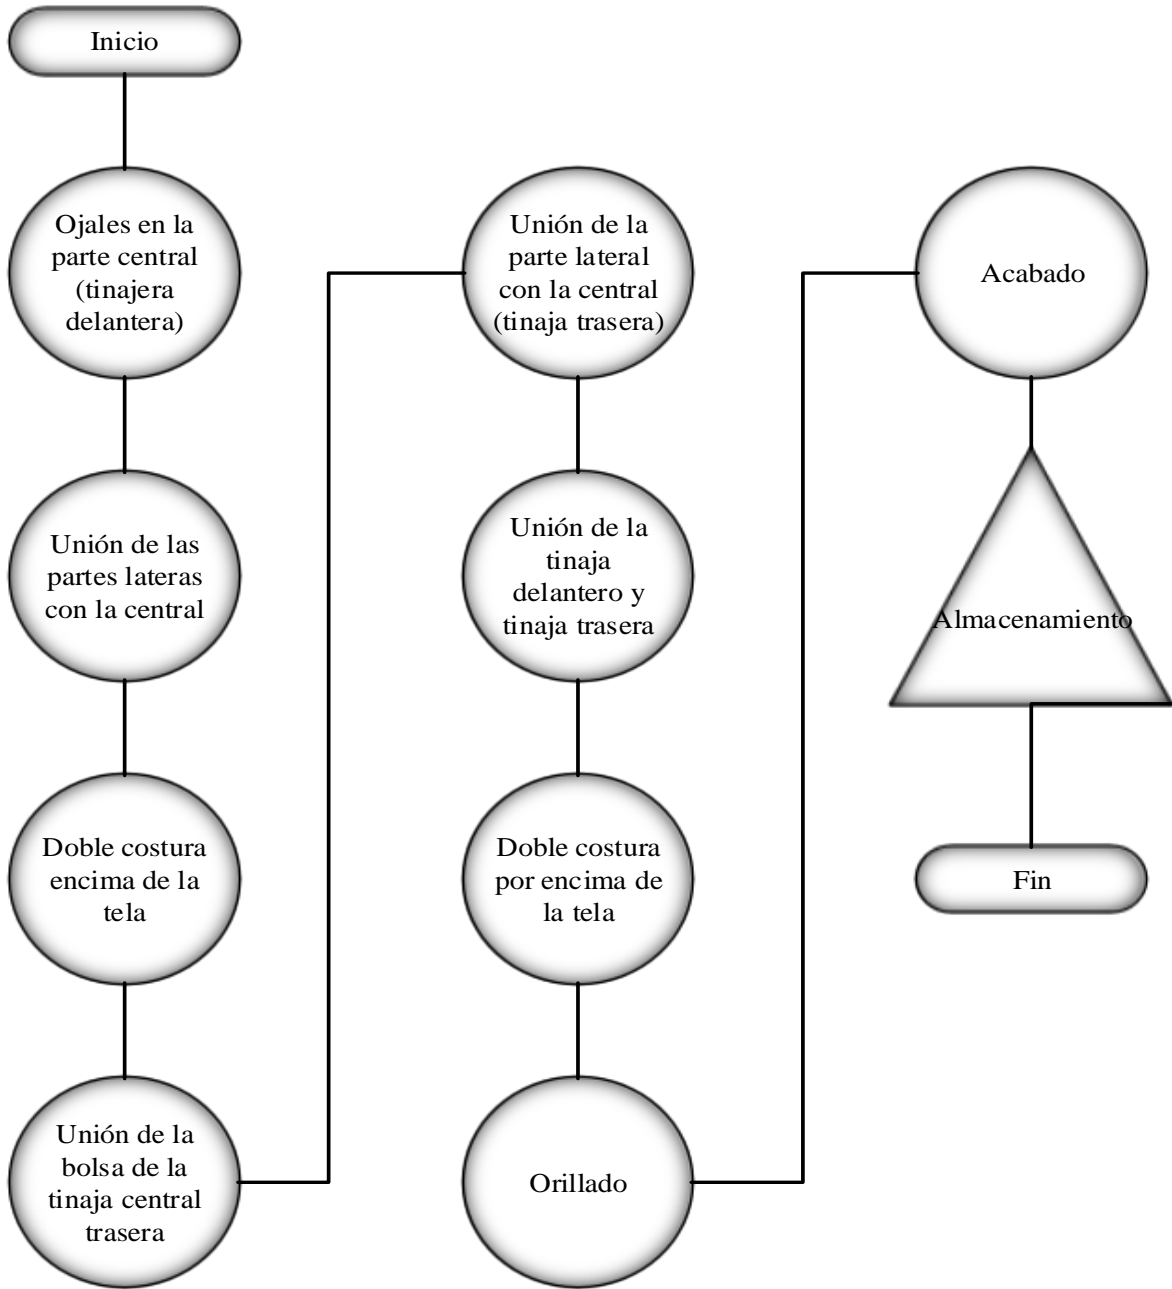 Inicio
Ojales en la
parte central
(tinajera
delantera)
Unión de las
partes lateras
con la central
Doble costura
encima de la
tela
Unión de la
bolsa de la
tinaja central
trasera
Unión de la
parte lateral
con la central
(tinaja trasera)
Unión de la
tinaja
delantero y
tinaja trasera
Doble costura
por encima de
la tela
Orillado
Acabado
Almacenamiento
Fin